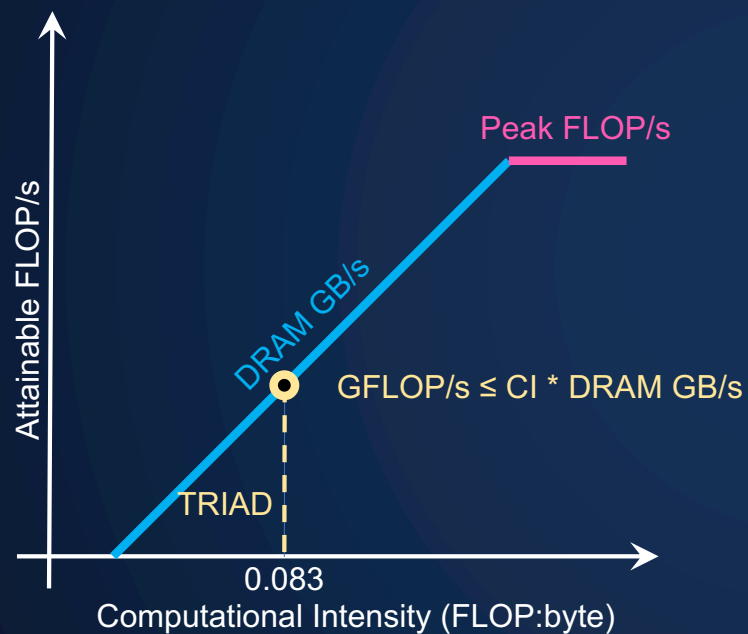 Peak FLOP/s
Attainable FLOP/s
DRAM GB/s
GFLOP/s ≤ CI * DRAM GB/s
TRIAD
0.083
Computational Intensity (FLOP:byte)